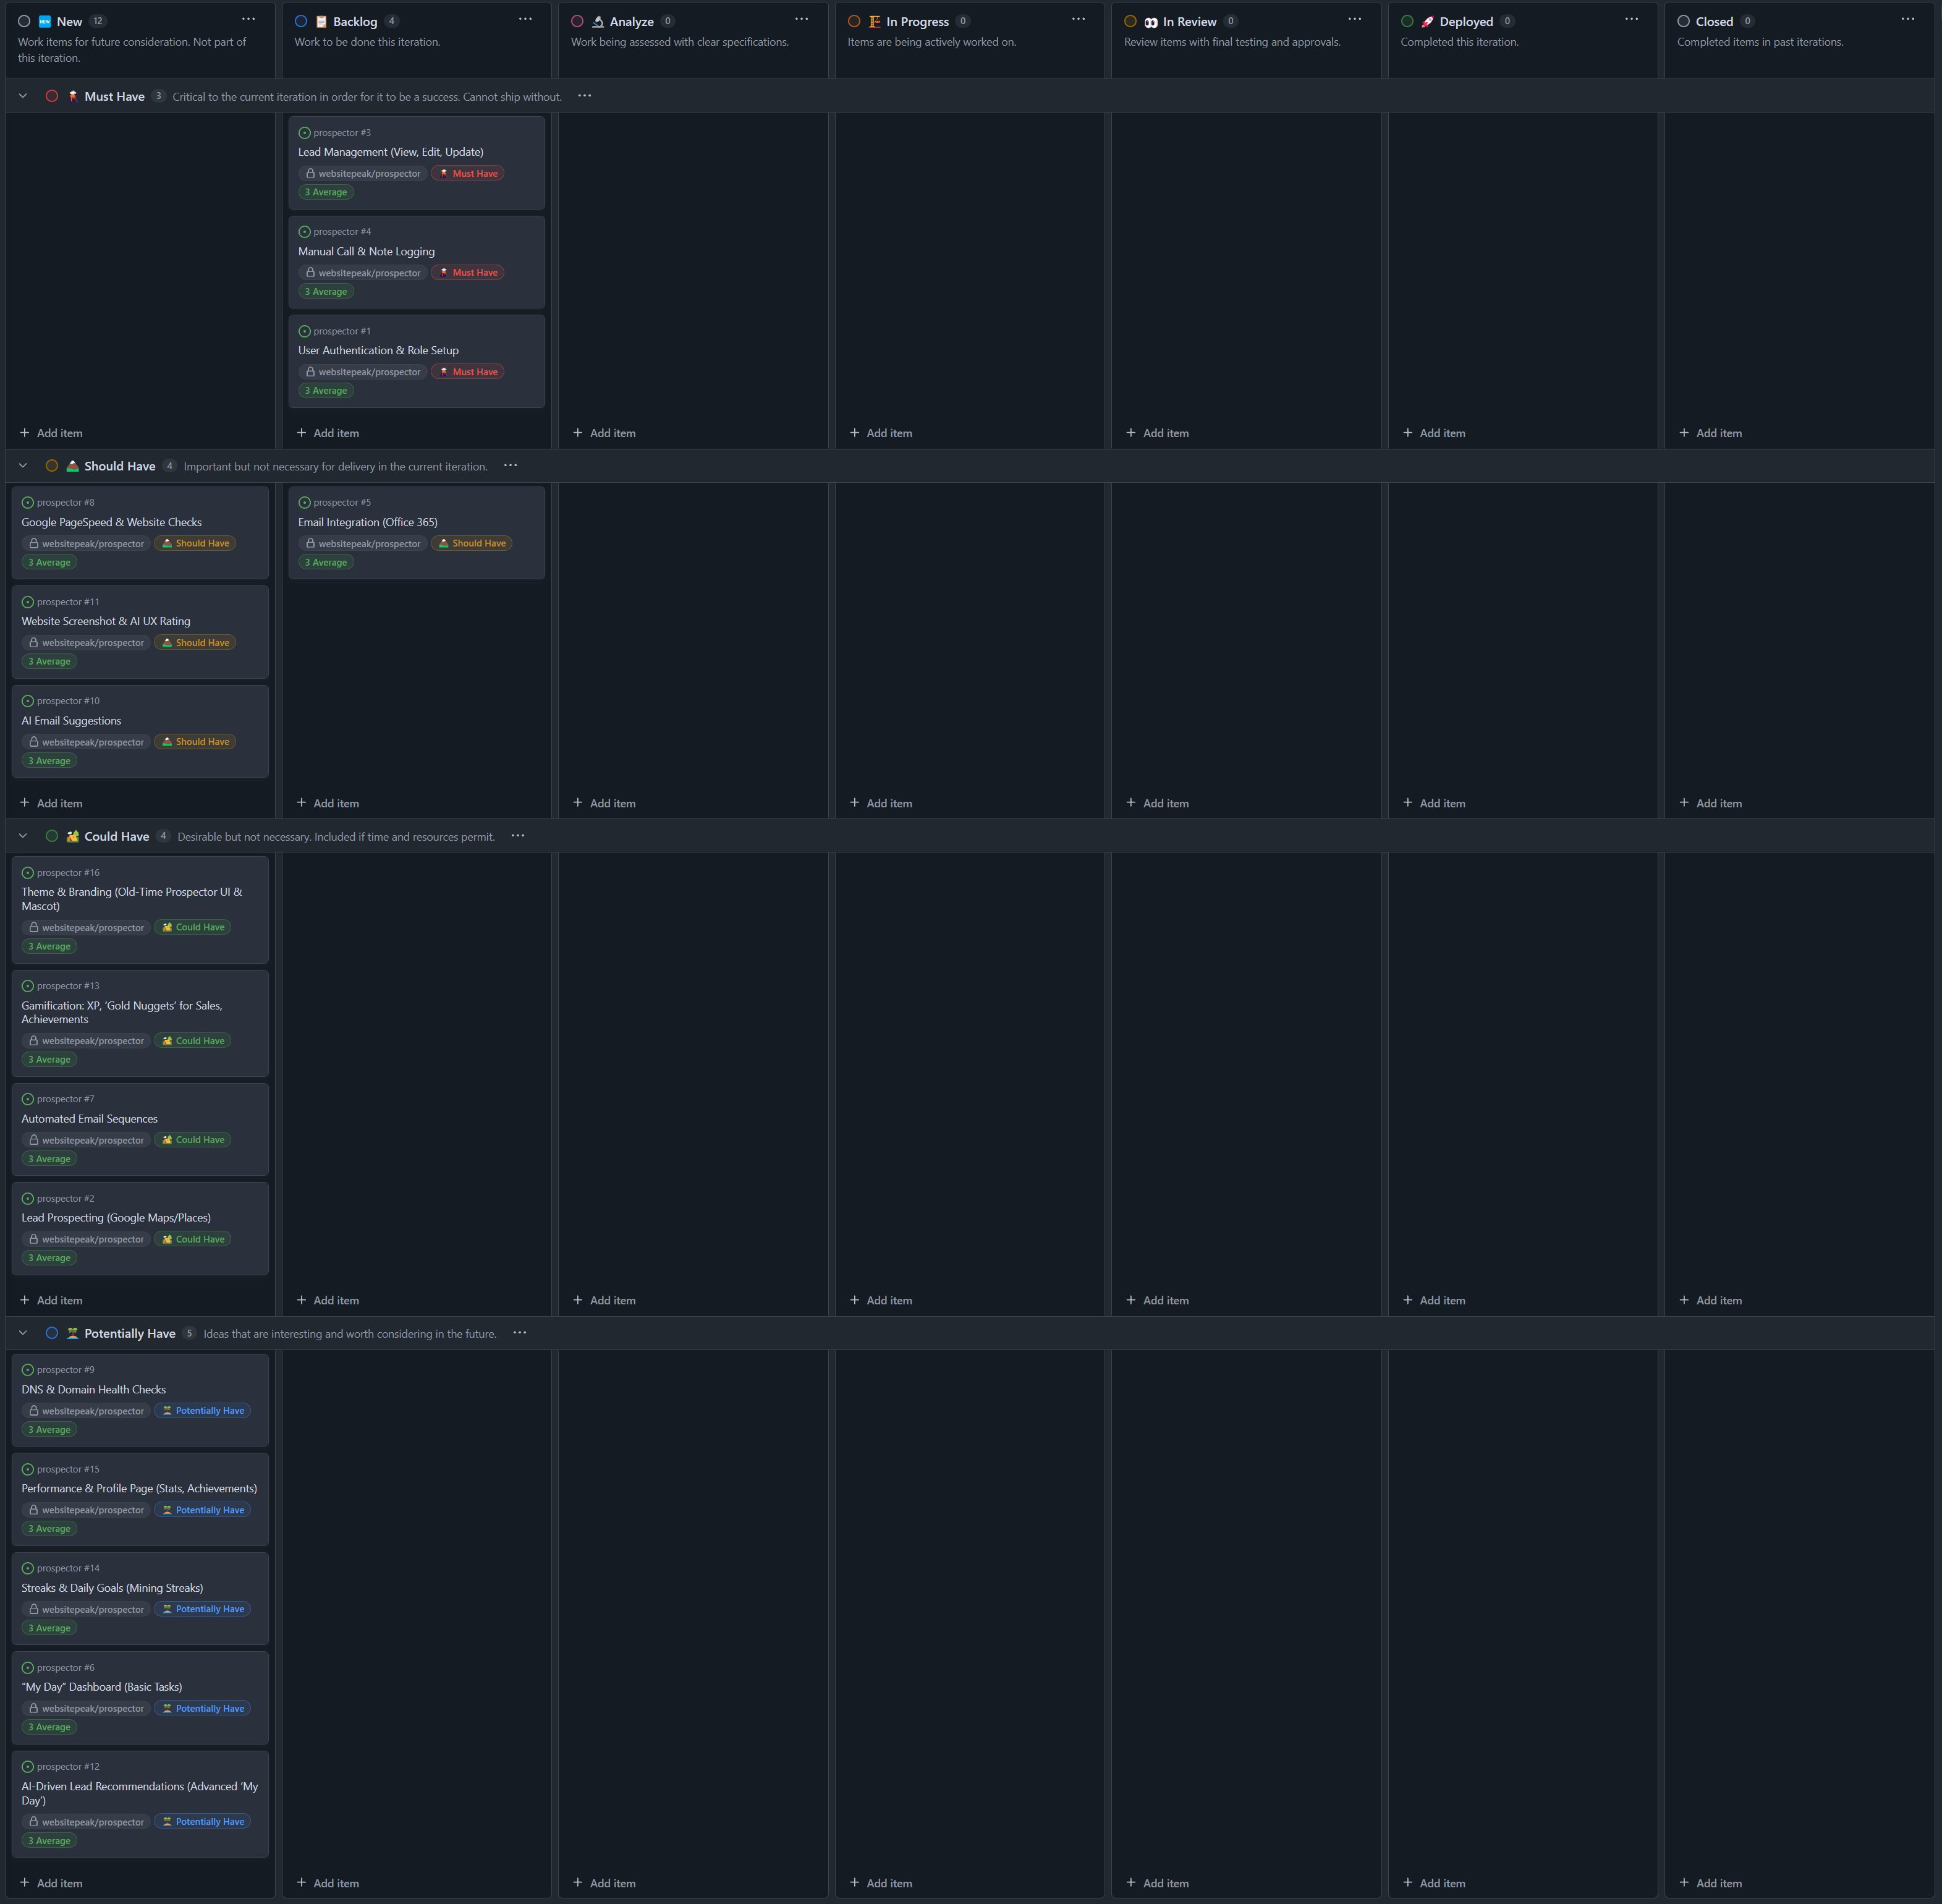 New 12
Work items for future consideration. Not part of
this iteration.
Backlog 4
Work to be done this iteration.
Analyze 0
Work being assessed with clear specifications.
In Progress 0
Items are being actively worked on.
In Review 0
Review items with final testing and approvals.
Deployed 0
Completed this iteration.
Closed 0
Completed items in past iterations.
Must Have 3 Critical to the current iteration in order for it to be a success. Cannot ship without.
prospector #3
Lead Management (View, Edit, Update)
websitepeak/prospector Must Have
3 Average
prospector #4
Manual Call & Note Logging
websitepeak/prospector Must Have
3 Average
prospector #1
User Authentication & Role Setup
websitepeak/prospector Must Have
3 Average
+ Add item + Add item + Add item + Add item + Add item + Add item + Add item
Should Have 4 Important but not necessary for delivery in the current iteration.
prospector #8
Google PageSpeed & Website Checks
websitepeak/prospector Should Have
3 Average
prospector #11
Website Screenshot & AI UX Rating
websitepeak/prospector Should Have
3 Average
prospector #10
AI Email Suggestions
websitepeak/prospector Should Have
3 Average
prospector #5
Email Integration (Office 365)
websitepeak/prospector Should Have
3 Average
+ Add item + Add item + Add item + Add item + Add item + Add item + Add item
Could Have 4 Desirable but not necessary. Included if time and resources permit.
prospector #16
Theme & Branding (Old-Time Prospector UI &
Mascot)
websitepeak/prospector Could Have
3 Average
prospector #13
Gamification: XP, ‘Gold Nuggets’ for Sales,
Achievements
websitepeak/prospector Could Have
3 Average
prospector #7
Automated Email Sequences
websitepeak/prospector Could Have
3 Average
prospector #2
Lead Prospecting (Google Maps/Places)
websitepeak/prospector Could Have
3 Average
+ Add item + Add item + Add item + Add item + Add item + Add item + Add item
Potentially Have 5 Ideas that are interesting and worth considering in the future.
prospector #9
DNS & Domain Health Checks
websitepeak/prospector Potentially Have
3 Average
prospector #15
Performance & Profile Page (Stats, Achievements)
websitepeak/prospector Potentially Have
3 Average
prospector #14
Streaks & Daily Goals (Mining Streaks)
websitepeak/prospector Potentially Have
3 Average
prospector #6
“My Day” Dashboard (Basic Tasks)
websitepeak/prospector Potentially Have
3 Average
prospector #12
AI-Driven Lead Recommendations (Advanced ‘My
Day’)
websitepeak/prospector Potentially Have
3 Average
+ Add item + Add item + Add item + Add item + Add item + Add item + Add item